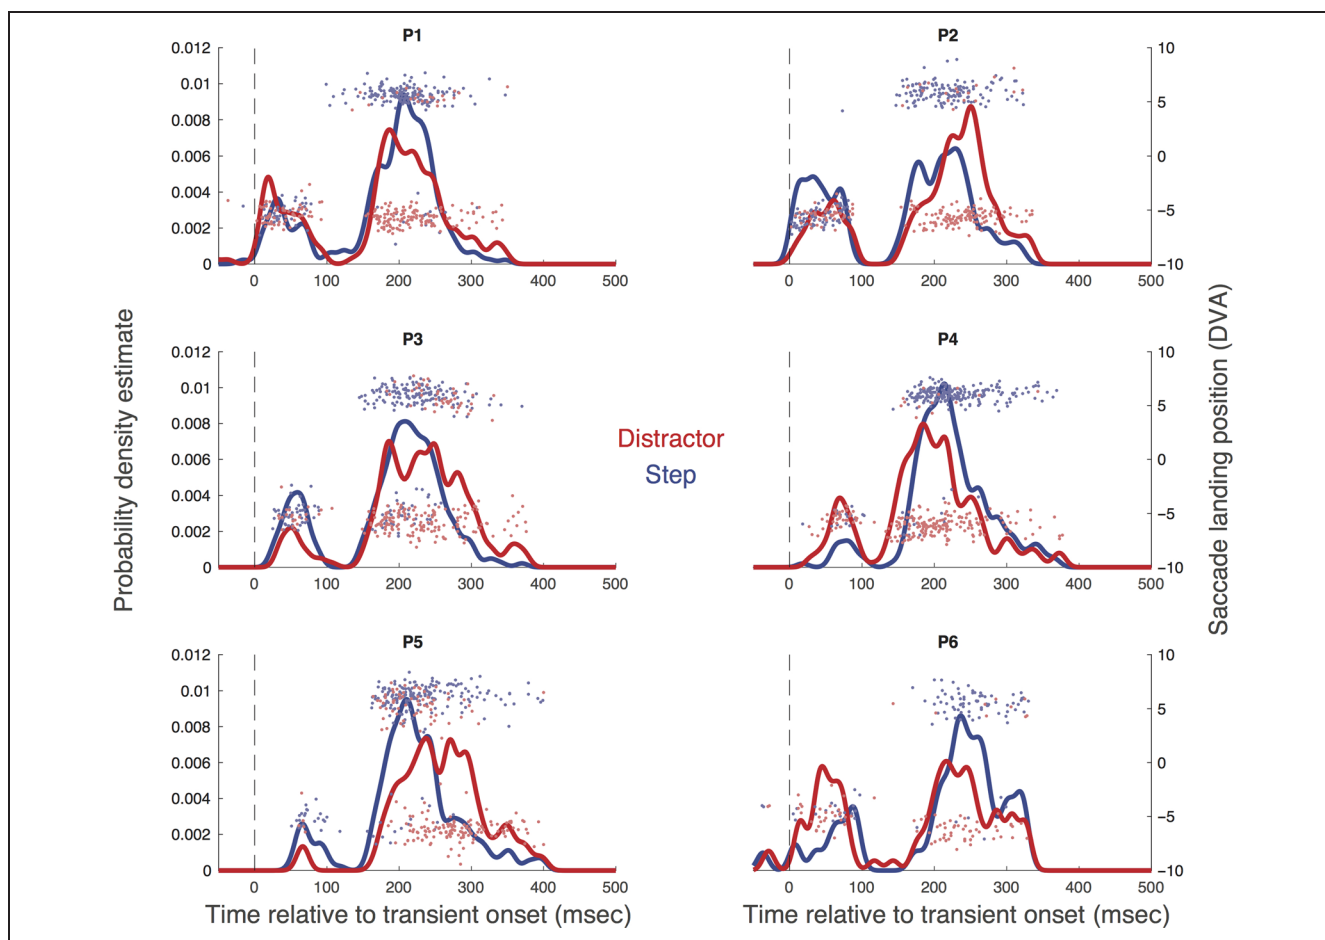 P1
P2
0.012
0.01
0.008
0.006
0.004
0.002
0
0 100 200 300 400 500
10
5
0
−5
−10
0 100 200 300 400 500
P3
P4
0.012
0.01
0.008
0.006
0.004
0.002
0
0 100 200 300 400 500
Distractor
Step
10
5
0
−5
−10
0 100 200 300 400 500
P5
P6
0.012
0.01
0.008
0.006
0.004
0.002
0
0 100 200 300 400 500
10
5
0
−5
−10
0 100 200 300 400 500
Probability density estimate
Saccade landing position (DVA)
Time relative to transient onset (msec)
Time relative to transient onset (msec)